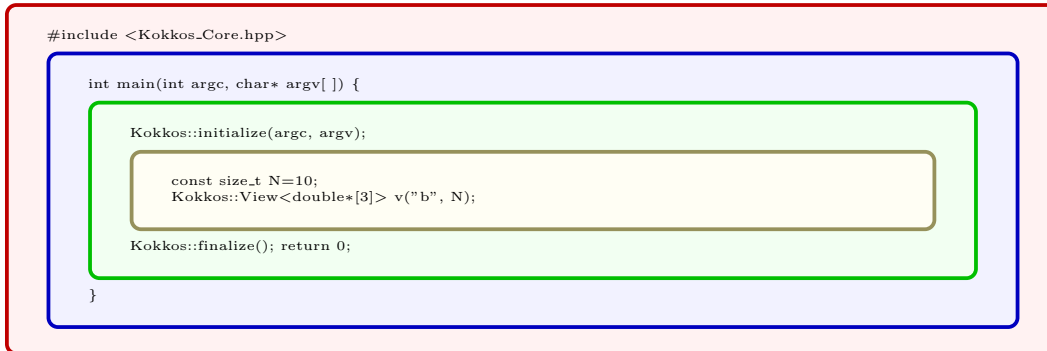 #include <Kokkos_Core.hpp>
int main(int argc, char* argv[ ]) {
Kokkos::initialize(argc, argv);
const size_t N=10;
Kokkos::View<double*[3]> v("b", N);
Kokkos::finalize(); return 0;
}